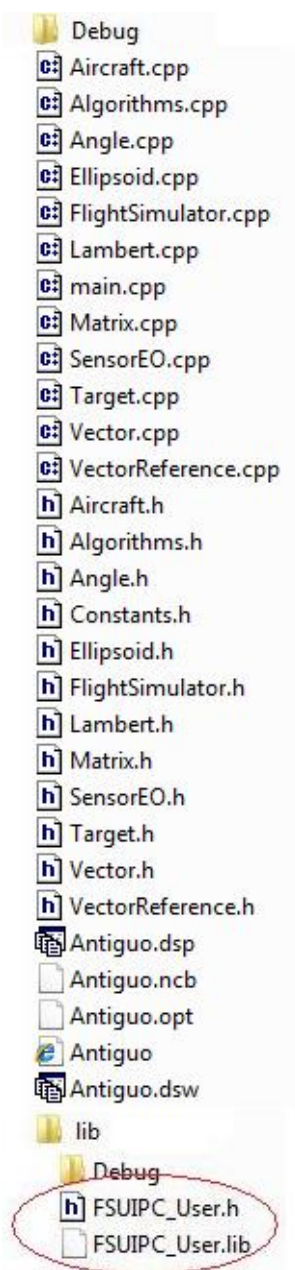 Debug
Aircraft.cpp
Algorithms.cpp
Angle.cpp
Ellipsoid.cpp
FlightSimulator.cpp
Lambert.cpp
main.cpp
Matrix.cpp
SensorEO.cpp
Target.cpp
Vector.cpp
VectorReference.cpp
Aircraft.h
Algorithms.h
Angle.h
Constants.h
Ellipsoid.h
FlightSimulator.h
Lambert.h
Matrix.h
SensorEO.h
Target.h
Vector.h
VectorReference.h
Antiguo.dsp
Antiguo.ncb
Antiguo.opt
Antiguo
Antiguo.dsw
lib
Debug
FSUIPC_User.h
FSUIPC_User.lib